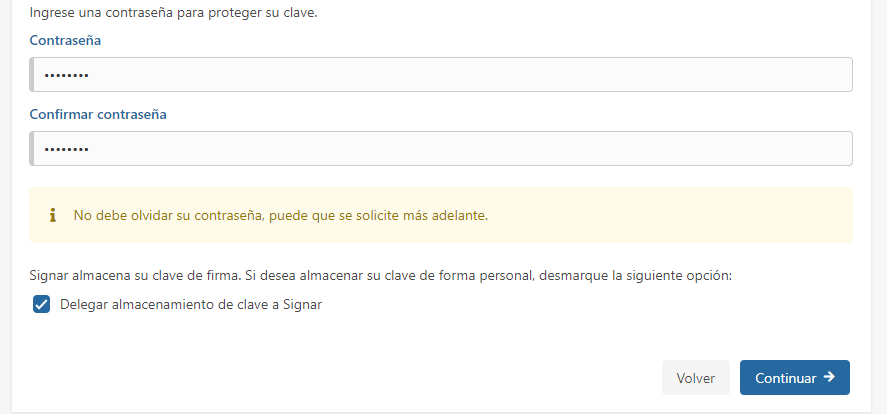 Ingrese una contraseña para proteger su clave.
Contraseña
••••••••
Confirmar contraseña
••••••••
No debe olvidar su contraseña, puede que se solicite más adelante.
Signar almacena su clave de firma. Si desea almacenar su clave de forma personal, desmarque la siguiente opción:
Delegar almacenamiento de clave a Signar
Volver
Continuar →